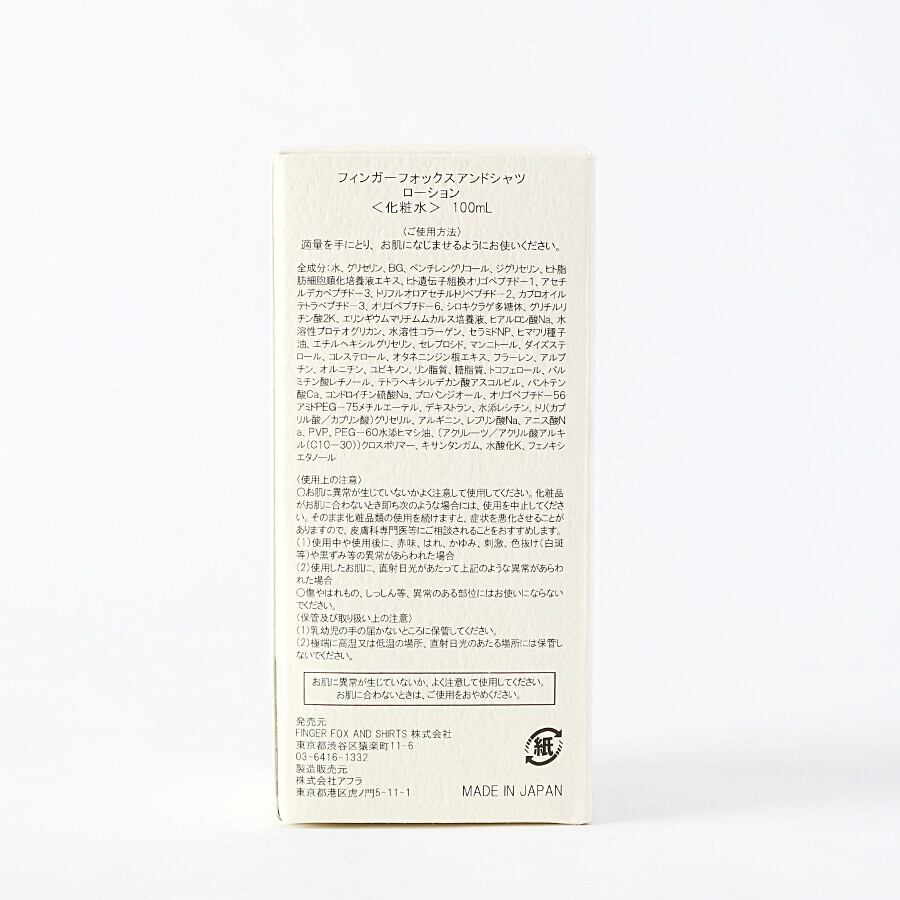 フィンガーフォックスアンドシャツ
ローション
＜化粧水＞ 100mL
〈ご使用方法〉
適量を手にとり、お肌になじませるようにお使いください。
全成分：水、グリセリン、BG、ペンチレングリコール、ジグリセリン、ヒト脂
肪細胞順化培養液エキス、ヒト遺伝子組換オリゴペプチド－1、アセチ
ルデカペプチド－3、トリフルオロアセチルトリペプチド－2、カプロオイル
テトラペプチド－3、オリゴペプチド－6、シロキクラゲ多糖体、グリチルリ
チン酸2K、エリンギウムマリチムムカルス培養液、ヒアルロン酸Na、水
溶性プロテオグリカン、水溶性コラーゲン、セラミドNP、ヒマワリ種子
油、エチルヘキシルグリセリン、セレブロシド、マンニトール、ダイズステ
ロール、コレステロール、オタネニンジン根エキス、フラーレン、アルブ
チン、オルニチン、ユビキノン、リン脂質、糖脂質、トコフェロール、パル
ミチン酸レチノール、テトラヘキシルデカン酸アスコルビル、パントテン
酸Ca、コンドロイチン硫酸Na、プロパンジオール、オリゴペプチド－56
アミドPEG－75メチルエーテル、デキストラン、水添レシチン、トリ(カプ
リル酸／カプリン酸)グリセリル、アルギニン、レブリン酸Na、アニス酸N
a、PVP、PEG－60水添ヒマシ油、(アクリレーツ／アクリル酸アルキ
ル(C10－30))クロスポリマー、キサンタンガム、水酸化K、フェノキシ
エタノール
〈使用上の注意〉
○お肌に異常が生じていないかよく注意して使用してください。化粧品
がお肌に合わないとき即ち次のような場合には、使用を中止してくださ
い。そのまま化粧品類の使用を続けますと、症状を悪化させることが
ありますので、皮膚科専門医等にご相談されることをおすすめします。
(1)使用中や使用後に、赤味、はれ、かゆみ、刺激、色抜け(白斑
等)や黒ずみ等の異常があらわれた場合
(2)使用したお肌に、直射日光があたって上記のような異常があらわ
れた場合
○傷やはれもの、しっしん等、異常のある部位にはお使いにならない
でください。
〈保管及び取り扱い上の注意〉
(1)乳幼児の手の届かないところに保管してください。
(2)極端に高温又は低温の場所、直射日光のあたる場所には保管し
ないでください。
お肌に異常が生じていないか、よく注意して使用してください。
お肌に合わないときは、ご使用をおやめください。
発売元
FINGER FOX AND SHIRTS 株式会社
東京都渋谷区猿楽町11-6
03-6416-1332
製造販売元
株式会社アフラ
東京都港区虎ノ門5-11-1
紙
MADE IN JAPAN